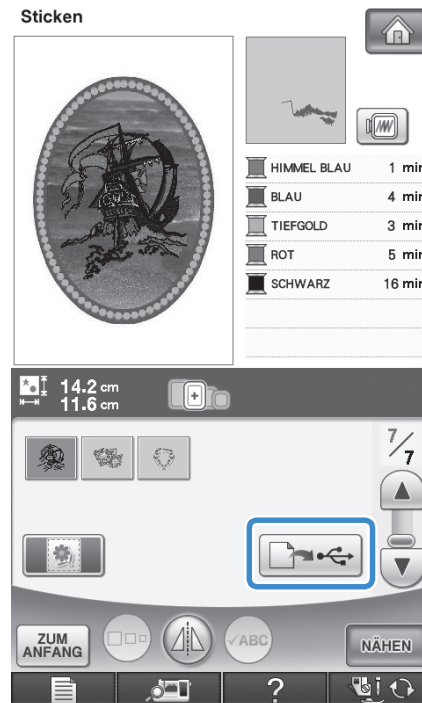 Sticken
HIMMEL BLAU 1 min
BLAU 4 min
TIEFGOLD 3 min
ROT 5 min
SCHWARZ 16 min
14.2 cm
11.6 cm
7/7
ZUM
ANFANG
ABC
NÄHEN
?